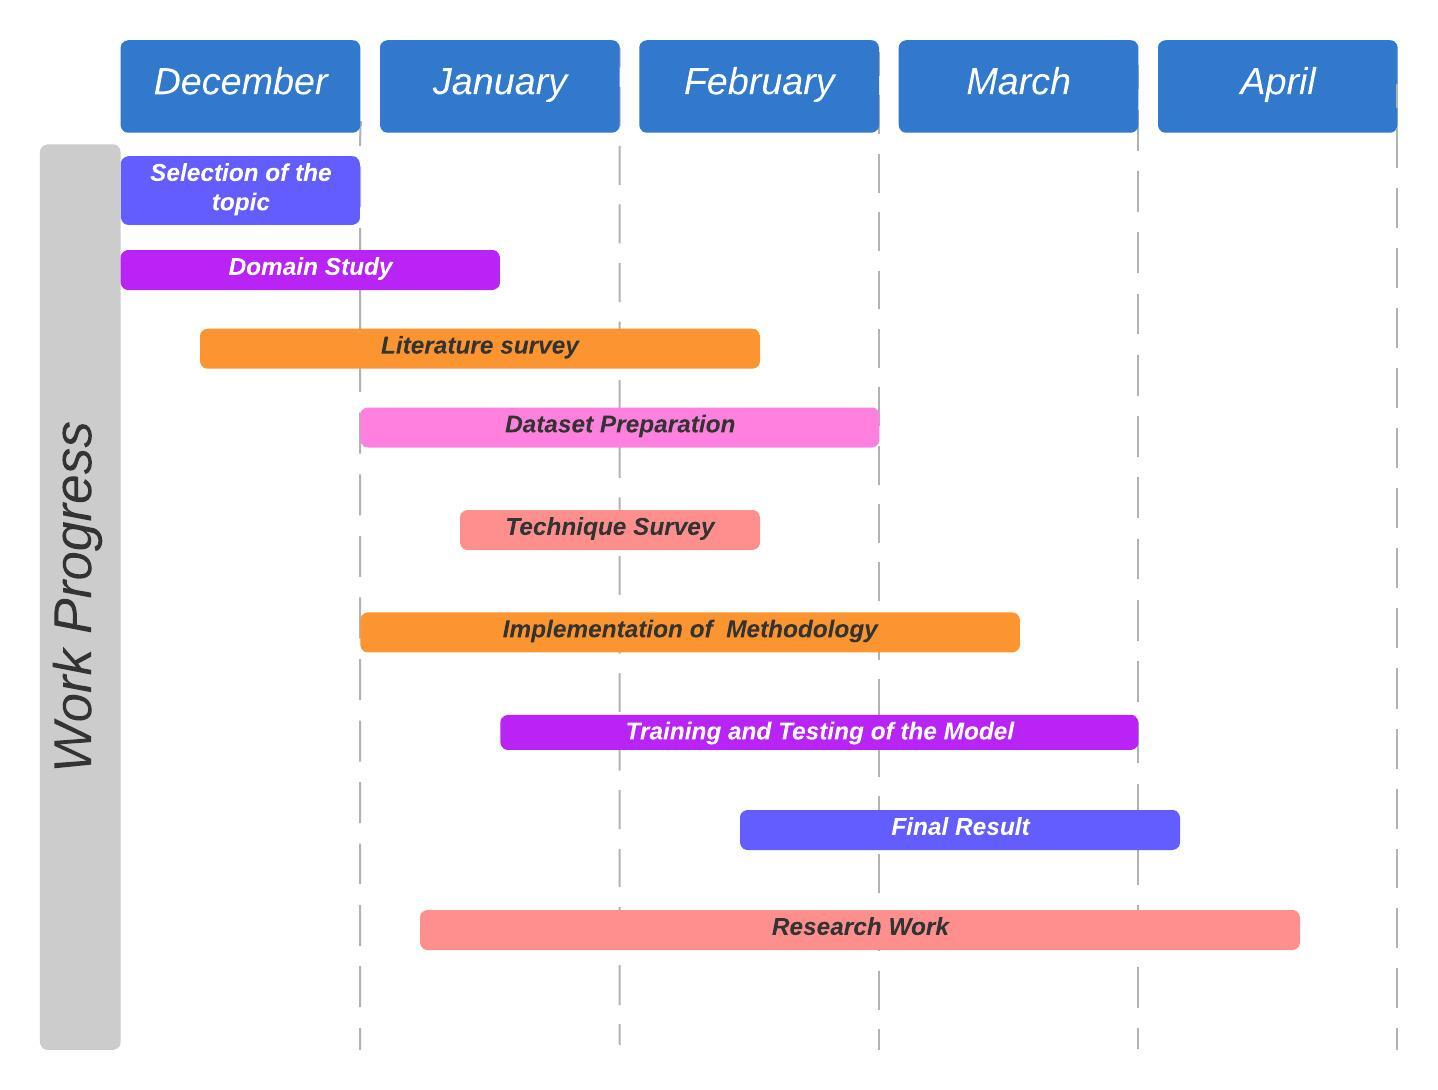 December
January
February
March
April
Work Progress
Selection of the
topic
Domain Study
Literature survey
Dataset Preparation
Technique Survey
Implementation of  Methodology
Training and Testing of the Model
Final Result
Research Work